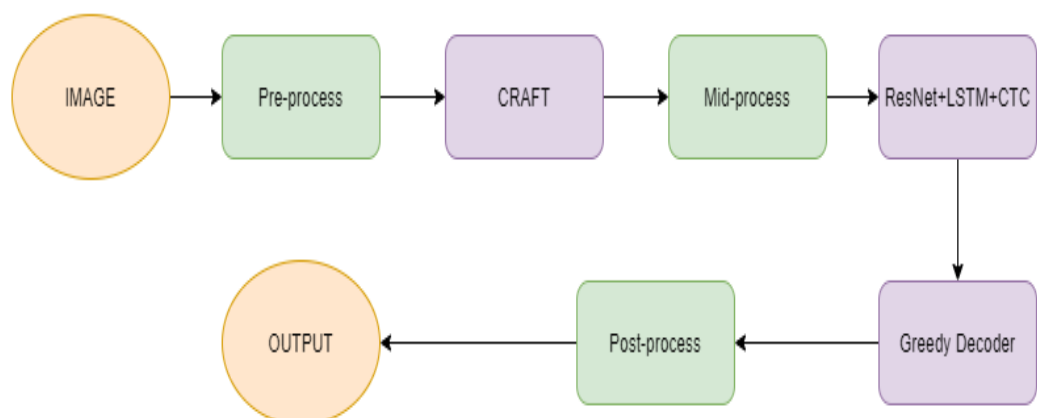 IMAGE
Pre-process
CRAFT
Mid-process
ResNet+LSTM+CTC
Greedy Decoder
Post-process
OUTPUT